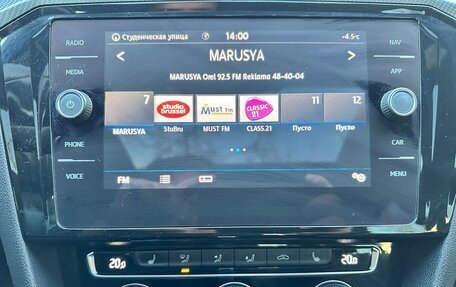 Студенческая улица 14:00 -4.5°C
RADIO
MEDIA
PHONE
VOICE
NAV
APP
CAR
MENU
< MARUSYA >
MARUSYA Orel 92.5 FM Reklama 48-40-04
7 studio brussel Must fm CLASSIC 21 11 12
MARUSYA StuBru MUST FM CLASS.21 Пусто Пусто
FM
20.0 20.0